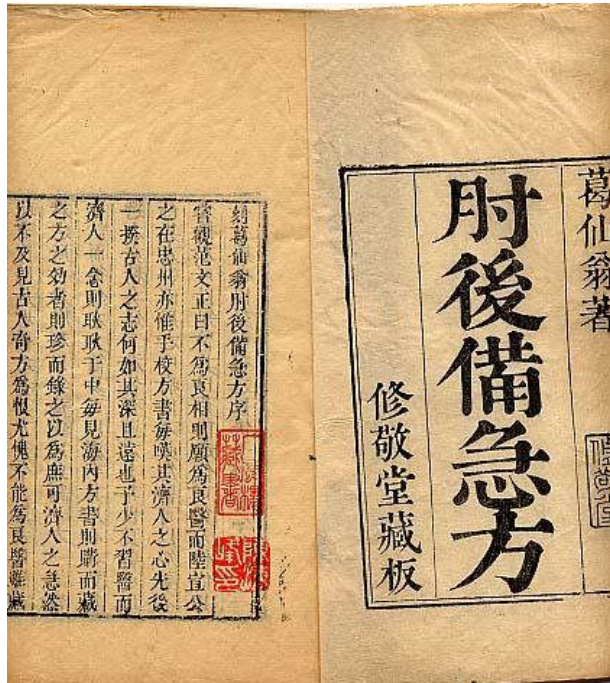 葛仙翁著
肘後備急方
修敬堂藏板
刻葛仙翁肘後備急方序
嘗觀范文正曰不爲良相則願爲良醫而陸宣公
之在忠州亦惟手校方書每嘆其濟人之心先後
一揆古人之志何如其深且遠也予少不習醫而
濟人一念則耿耿于中每見海内方書則購而藏
之方之効者則珍而錄之以爲庶可濟人之急然
以不及見古人奇方爲恨尤愧不能爲良醫雖藏
藏書